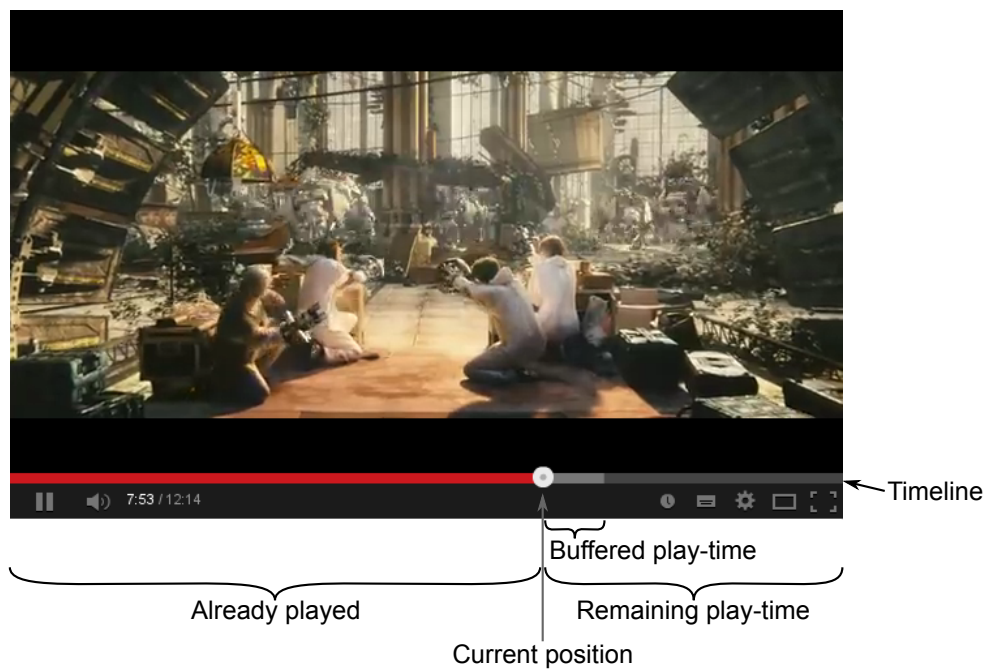 7:53 / 12:14
Timeline
Buffered play-time
Already played
Remaining play-time
Current position